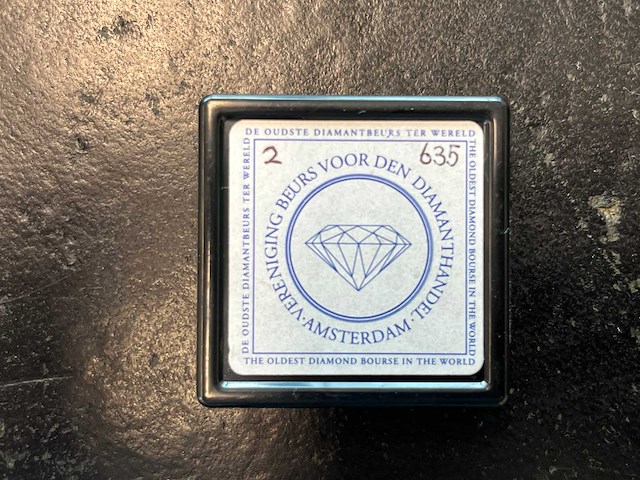 DE OUDSTE DIAMANTBEURS TER WERELD
THE OLDEST DIAMOND BOURSE IN THE WORLD
DE OUDSTE DIAMANTBEURS TER WERELD
2
635
VERENIGING BEURS VOOR DEN DIAMANTHANDEL
· AMSTERDAM ·
THE OLDEST DIAMOND BOURSE IN THE WORLD